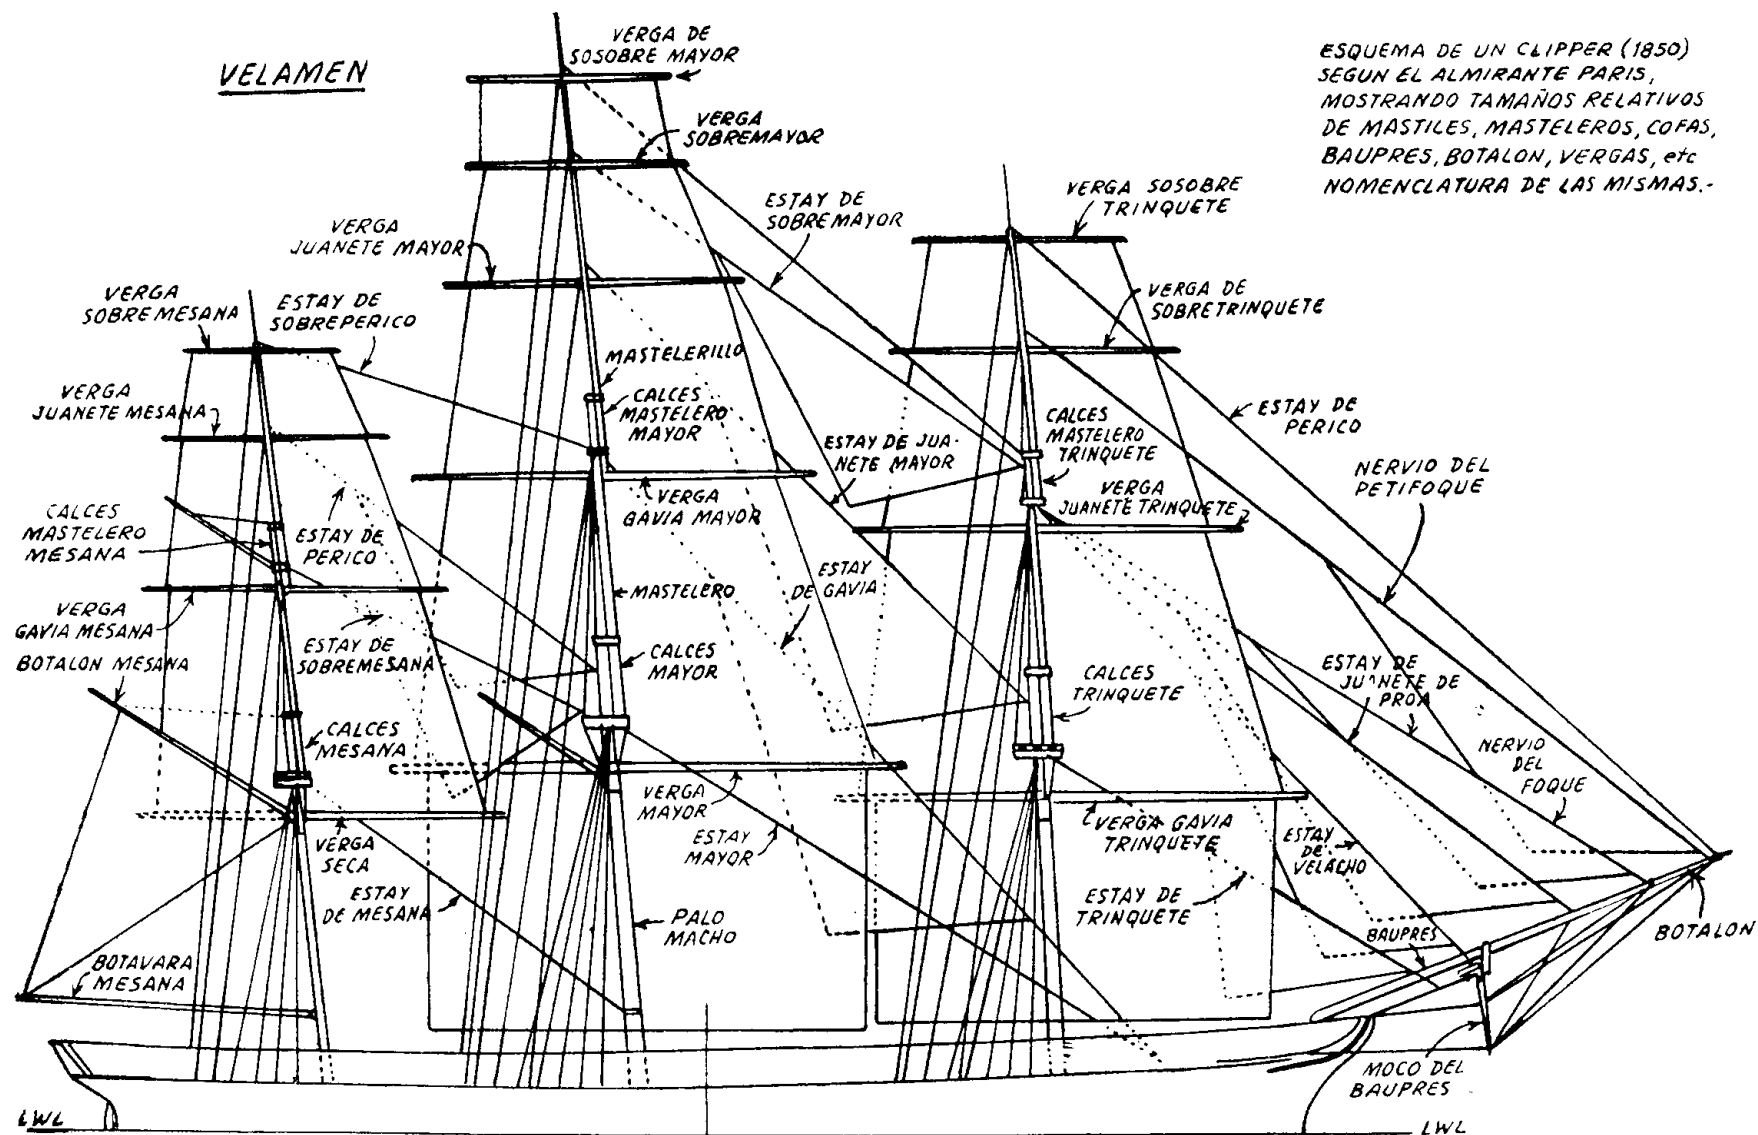 VELAMEN
ESQUEMA DE UN CLIPPER (1850)
SEGUN EL ALMIRANTE PARIS,
MOSTRANDO TAMAÑOS RELATIVOS
DE MASTILES, MASTELEROS, COFAS,
BAUPRES, BOTALON, VERGAS, etc
NOMENCLATURA DE LAS MISMAS.-
VERGA DE
SOSOBRE MAYOR
VERGA
SOBREMAYOR
ESTAY DE
SOBREMAYOR
VERGA SOSOBRE
TRINQUETE
VERGA
JUANETE MAYOR
VERGA
SOBREMESANA
ESTAY DE
SOBREPERICO
VERGA DE
SOBRETRINQUETE
MASTELERILLO
VERGA
JUANETE MESANA
CALCES
MASTELERO
MAYOR
CALCES
MASTELERO
TRINQUETE
ESTAY DE
PERICO
ESTAY DE JUA-
NETE MAYOR
NERVIO DEL
PETIFOQUE
VERGA
GAVIA MAYOR
VERGA
JUANETE TRINQUETE
CALCES
MASTELERO
MESANA
ESTAY DE
PERICO
ESTAY
DE GAVIA
MASTELERO
VERGA
GAVIA MESANA
BOTALON MESANA
ESTAY DE
SOBREMESANA
CALCES
MAYOR
CALCES
TRINQUETE
ESTAY DE
JUANETE DE
PROA
CALCES
MESANA
NERVIO
DEL
FOQUE
VERGA
MAYOR
VERGA GAVIA
TRINQUETE
ESTAY
DE
VELACHO
VERGA
SECA
ESTAY
MAYOR
ESTAY
DE MESANA
ESTAY DE
TRINQUETE
PALO
MACHO
BAUPRES
BOTALON
BOTAVARA
MESANA
MOCO DEL
BAUPRES
LWL
LWL